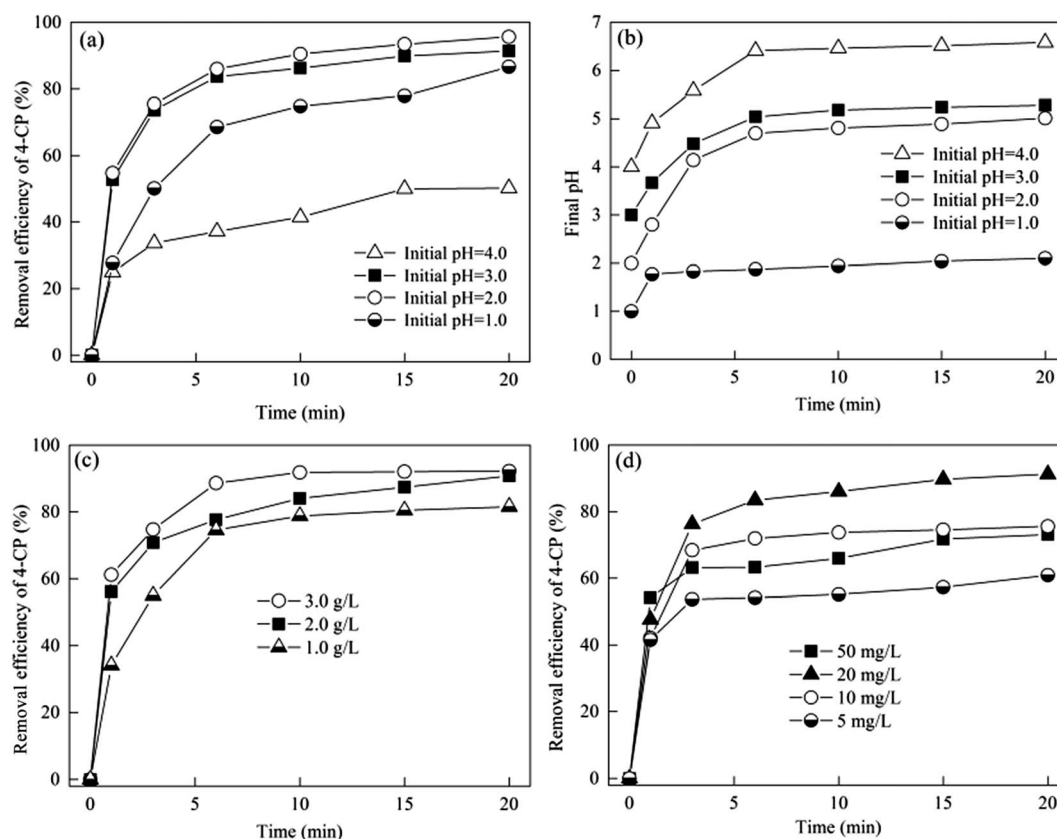 (a)
100
80
60
40
20
0
Removal efficiency of 4-CP (%)
Initial pH=4.0
Initial pH=3.0
Initial pH=2.0
Initial pH=1.0
0 5 10 15 20
Time (min)
(b)
7
6
5
4
3
2
1
0
Final pH
Initial pH=4.0
Initial pH=3.0
Initial pH=2.0
Initial pH=1.0
0 5 10 15 20
Time (min)
(c)
100
80
60
40
20
0
Removal efficiency of 4-CP (%)
3.0 g/L
2.0 g/L
1.0 g/L
0 5 10 15 20
Time (min)
(d)
100
80
60
40
20
0
Removal efficiency of 4-CP (%)
50 mg/L
20 mg/L
10 mg/L
5 mg/L
0 5 10 15 20
Time (min)